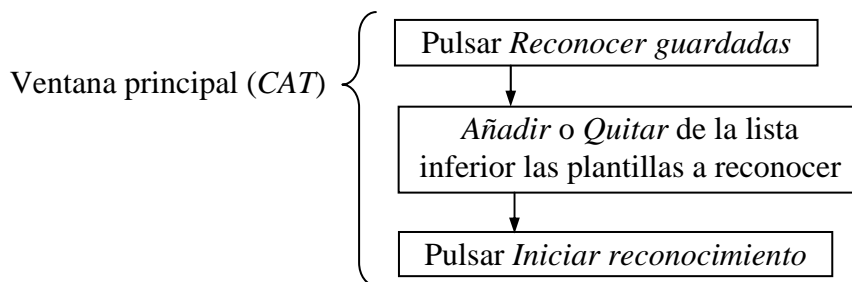 Pulsar Reconocer guardadas
Ventana principal (CAT)
Añadir o Quitar de la lista
inferior las plantillas a reconocer
Pulsar Iniciar reconocimiento